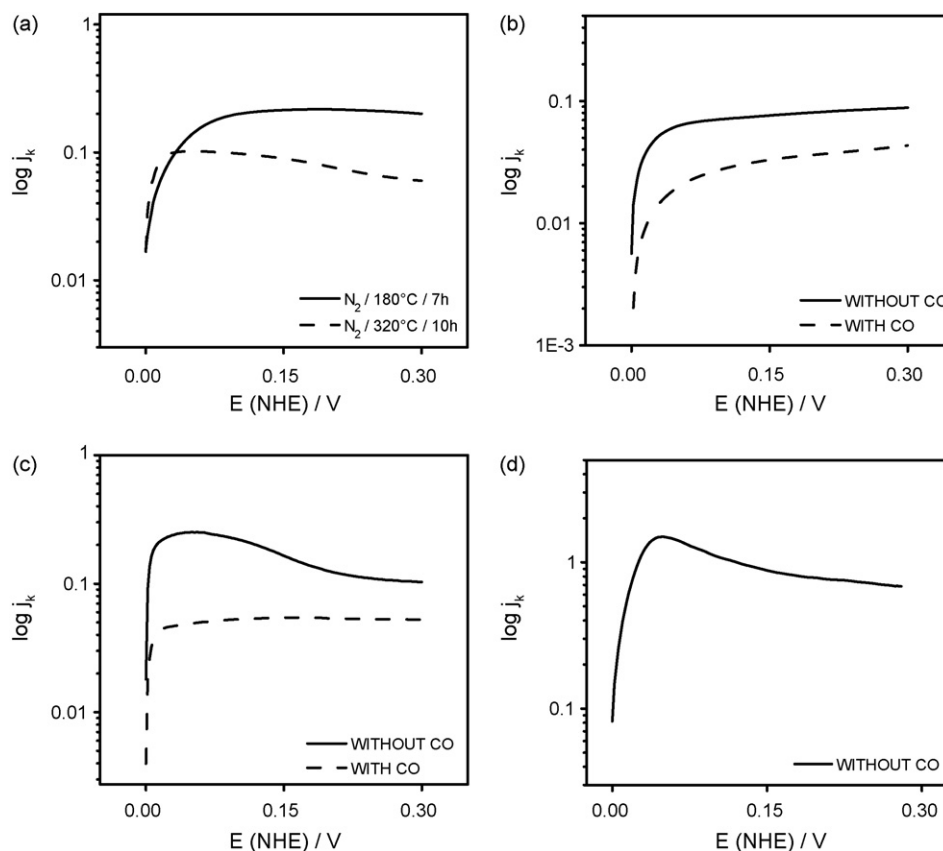 (a)
1
0.1
0.01
log j_k
N_2 / 180°C / 7h
N_2 / 320°C / 10h
0.00 0.15 0.30
E (NHE) / V
(b)
0.1
0.01
1E-3
log j_k
WITHOUT CO
WITH CO
0.00 0.15 0.30
E (NHE) / V
(c)
1
0.1
0.01
log j_k
WITHOUT CO
WITH CO
0.00 0.15 0.30
E (NHE) / V
(d)
1
0.1
log j_k
WITHOUT CO
0.00 0.15 0.30
E (NHE) / V